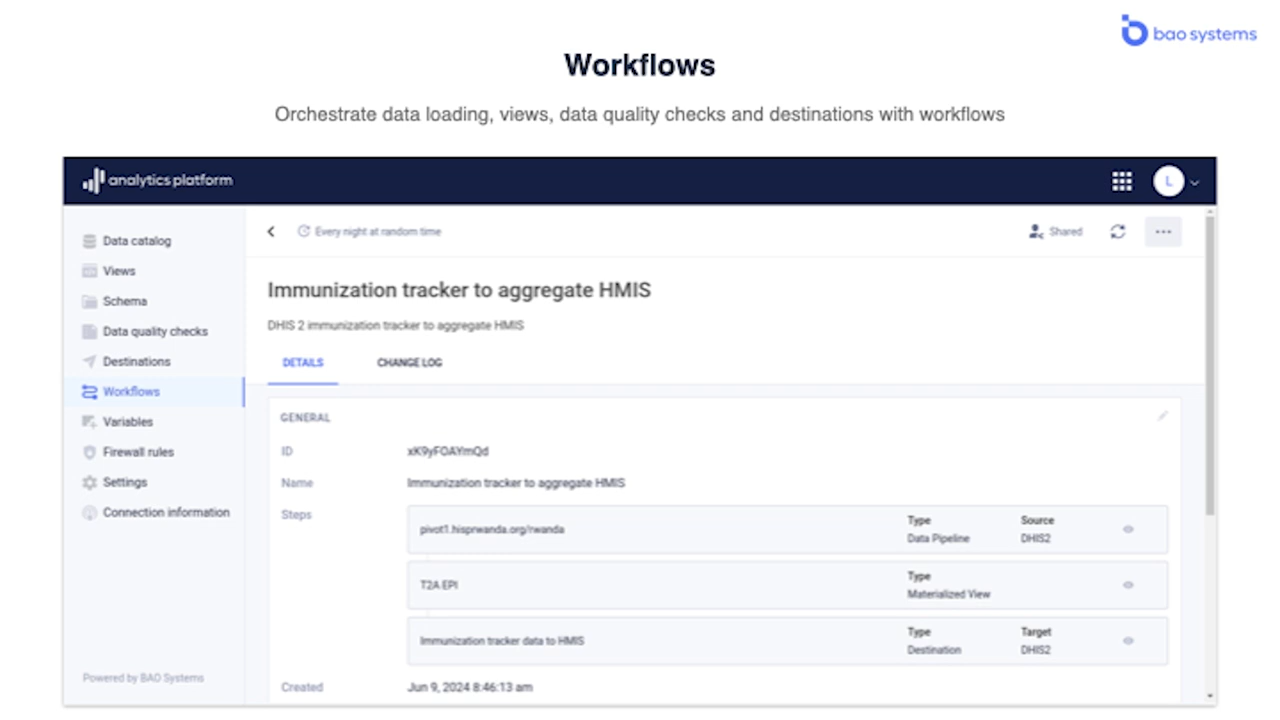 bao systems
Workflows
Orchestrate data loading, views, data quality checks and destinations with workflows
analytics platform
L
Data catalog
Views
Schema
Data quality checks
Destinations
Workflows
Variables
Firewall rules
Settings
Connection information
Powered by BAO Systems
Every night at random time
Shared
Immunization tracker to aggregate HMIS
DHIS 2 immunization tracker to aggregate HMIS
DETAILS CHANGE LOG
GENERAL
ID xK9yFOAYmQd
Name Immunization tracker to aggregate HMIS
Steps
pivot1.hisprwanda.org/rwanda
Type Source
Data Pipeline DHIS2
T2A EPI
Type
Materialized View
Immunization tracker data to HMIS
Type Target
Destination DHIS2
Created Jun 9, 2024 8:46:13 am